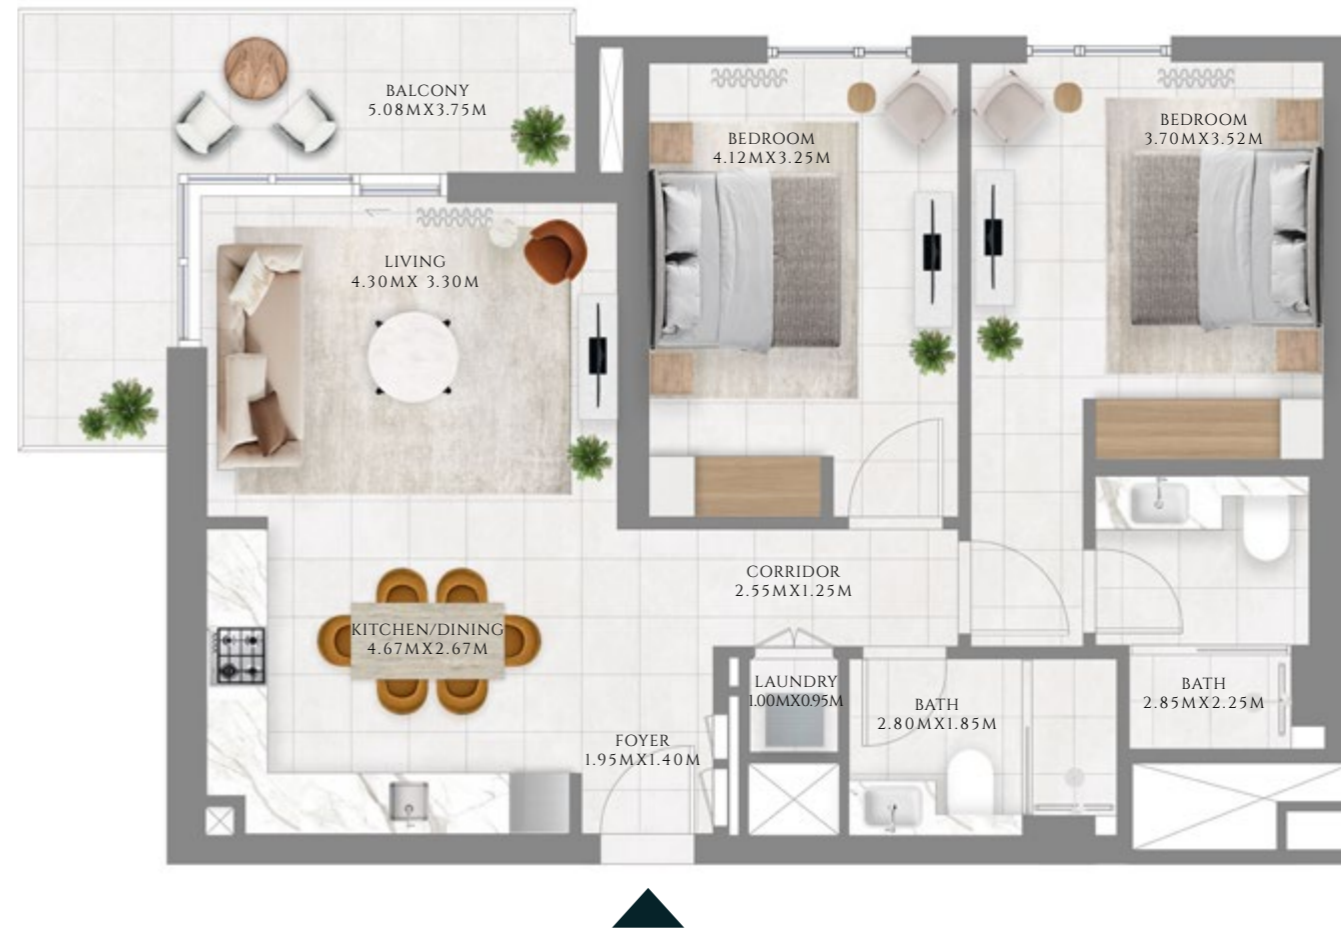 BALCONY
5.08MX3.75M
BEDROOM
4.12MX3.25M
BEDROOM
3.70MX3.52M
LIVING
4.30MX 3.30M
CORRIDOR
2.55MX1.25M
KITCHEN/DINING
4.67MX2.67M
LAUNDRY
1.00MX0.95M
BATH
2.80MX1.85M
BATH
2.85MX2.25M
FOYER
1.95MX1.40M